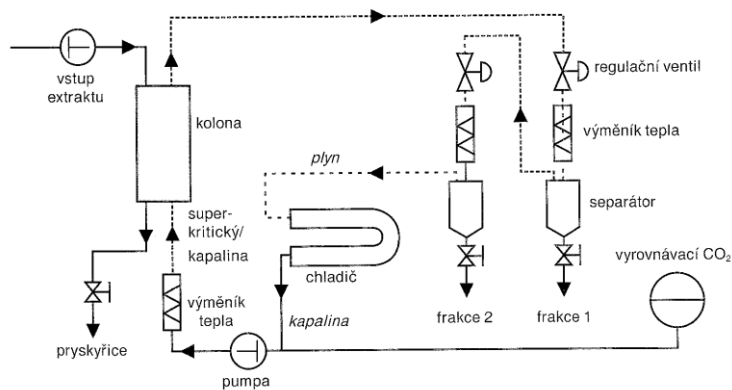 vstup
extraktu
kolona
super-
kritický/
kapalina
výměník
tepla
pryskyřice
pumpa
plyn
chladič
kapalina
frakce 2
frakce 1
regulační ventil
výměník tepla
separátor
vyrovnávací CO₂